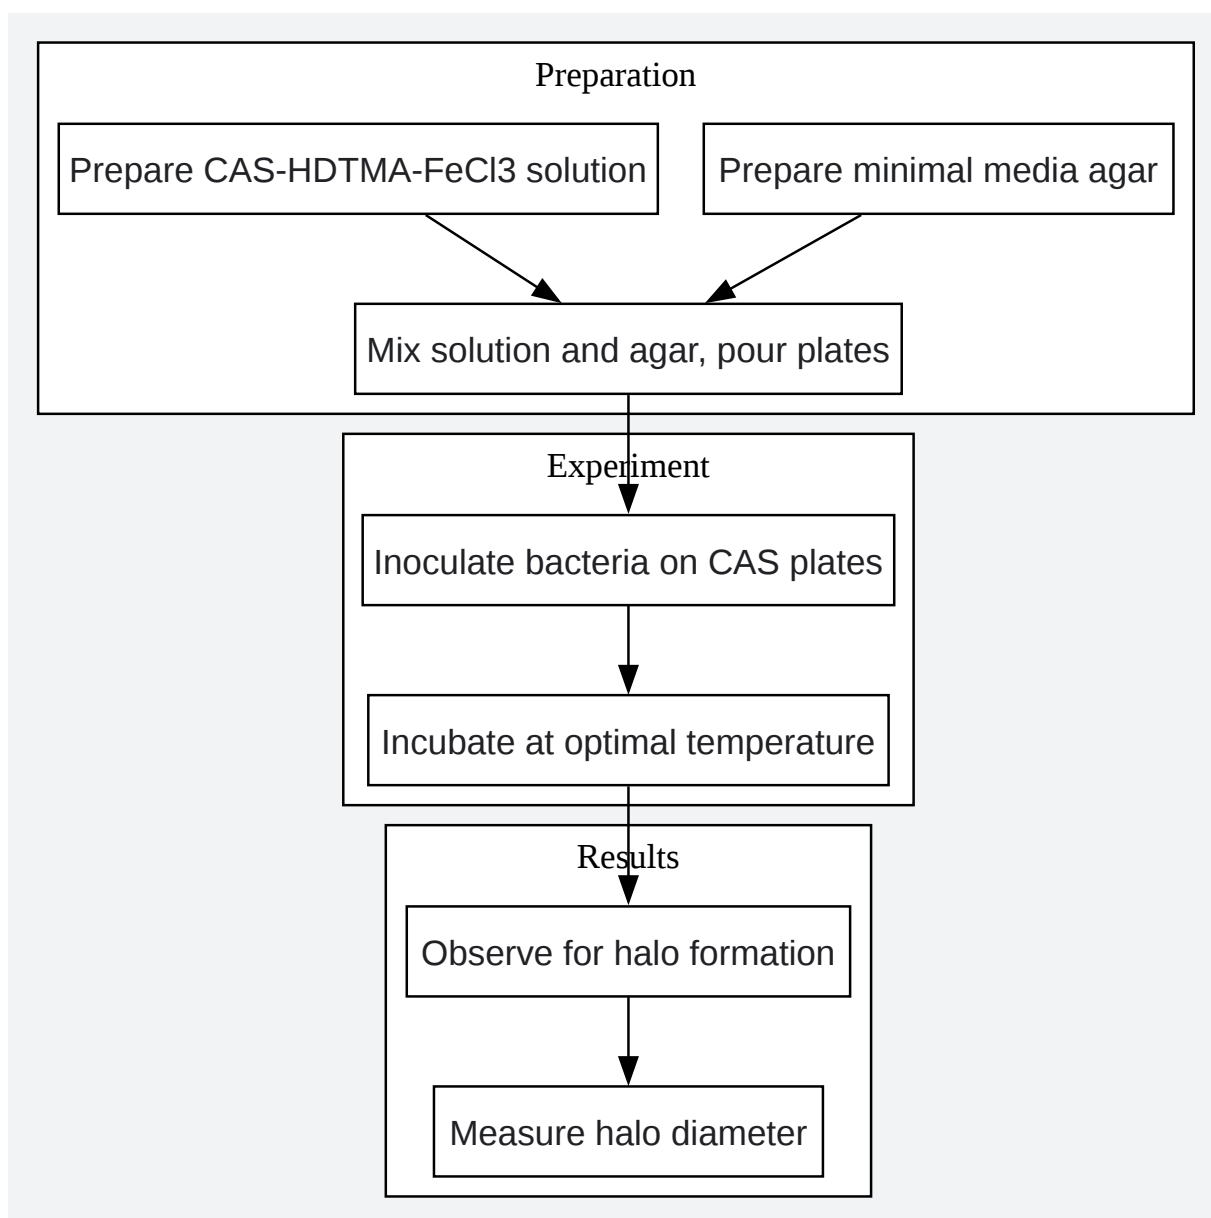 Preparation
Prepare CAS-HDTMA-FeCl3 solution
Prepare minimal media agar
Mix solution and agar, pour plates
Experiment
Inoculate bacteria on CAS plates
Incubate at optimal temperature
Results
Observe for halo formation
Measure halo diameter